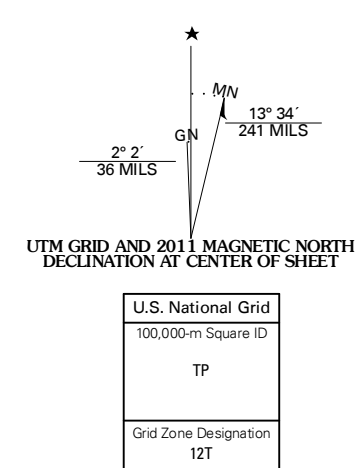 ★
MN
GN
13° 34´
241 MILS
2° 2´
36 MILS
UTM GRID AND 2011 MAGNETIC NORTH
DECLINATION AT CENTER OF SHEET
U.S. National Grid
100,000-m Square ID
TP
Grid Zone Designation
12T